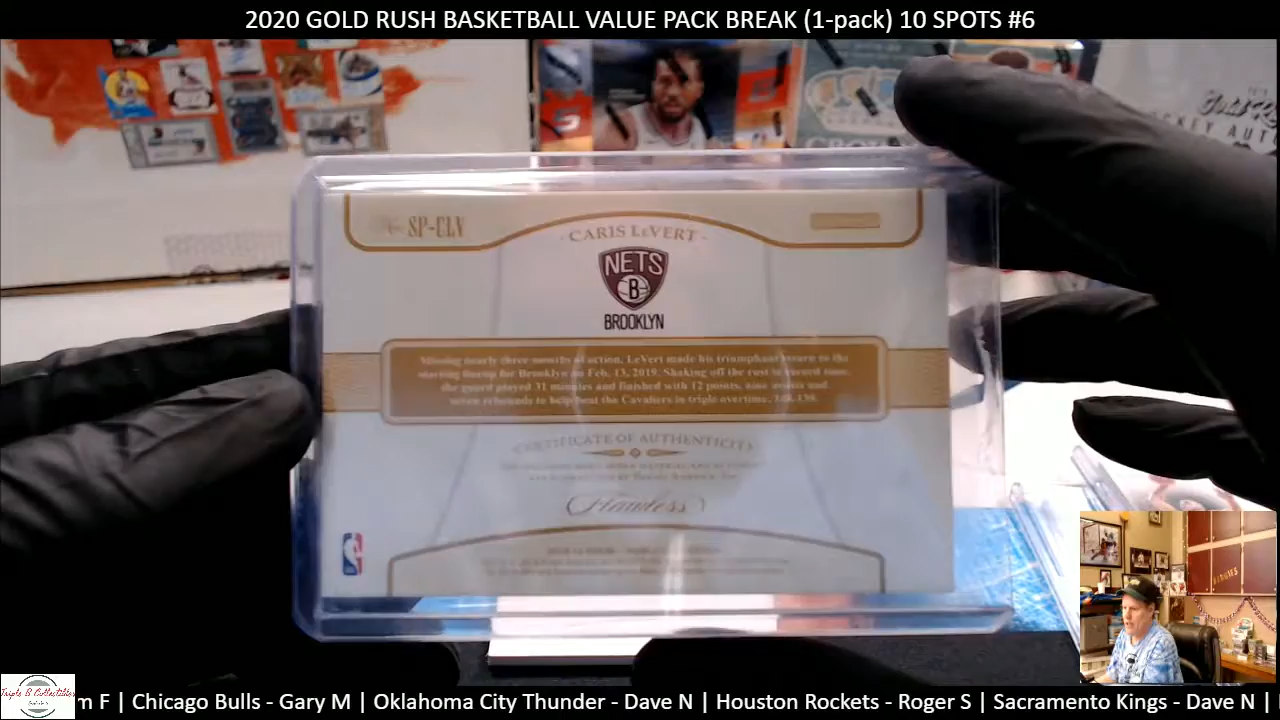 2020 GOLD RUSH BASKETBALL VALUE PACK BREAK (1-pack) 10 SPOTS #6
SP-CLV
CARIS LeVERT
NETS
B
BROOKLYN
Missing nearly three months of action, LeVert made his triumphant return to the
starting lineup for Brooklyn on Feb. 13, 2019. Shaking off the rust in record time,
the guard played 31 minutes and finished with 12 points, nine assists and
seven rebounds to help beat the Cavaliers in triple overtime, 148-139.
CERTIFICATE OF AUTHENTICITY
Flawless
Triple B Collectibles
m F | Chicago Bulls - Gary M | Oklahoma City Thunder - Dave N | Houston Rockets - Roger S | Sacramento Kings - Dave N |